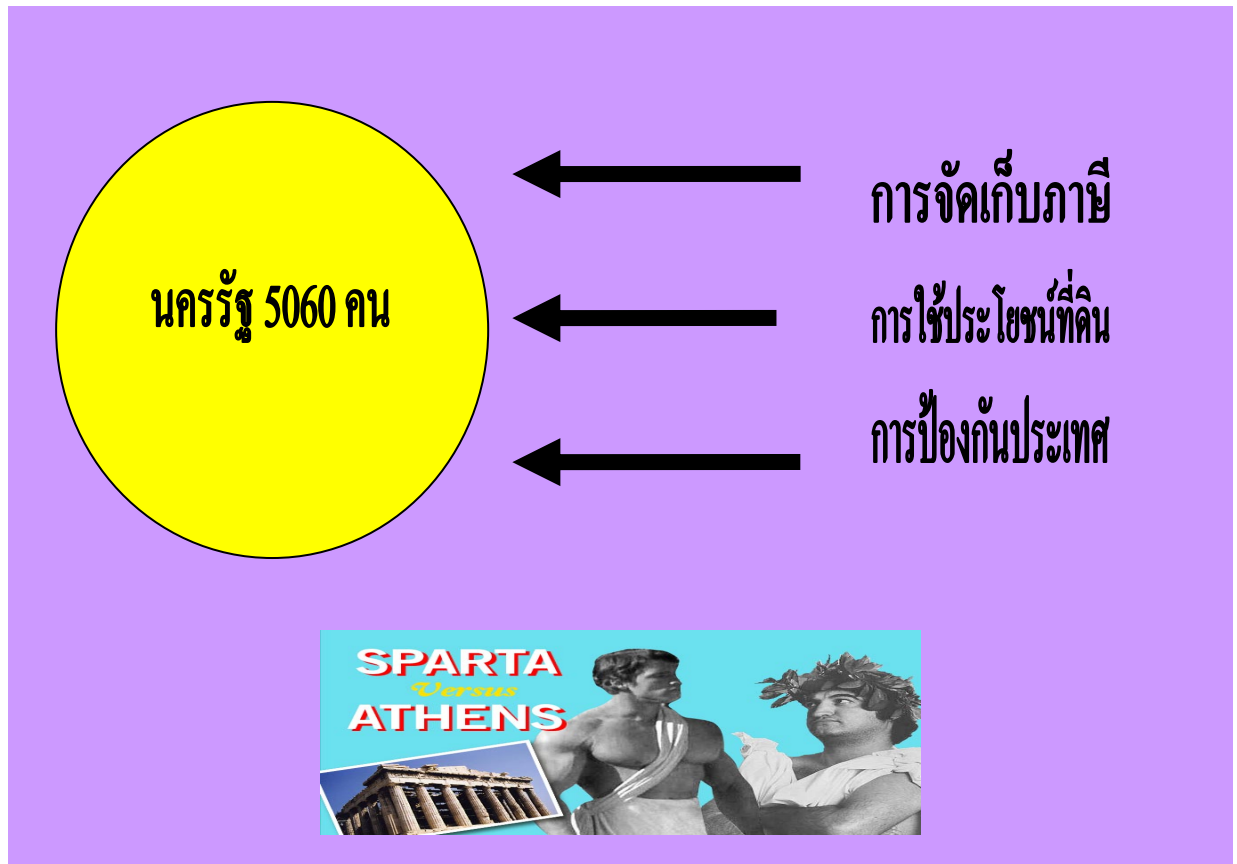 การจัดเก็บภาษี
นครรัฐ 5060 คน
การใช้ประโยชน์ที่ดิน
การป้องกันประเทศ
SPARTA
Versus
ATHENS